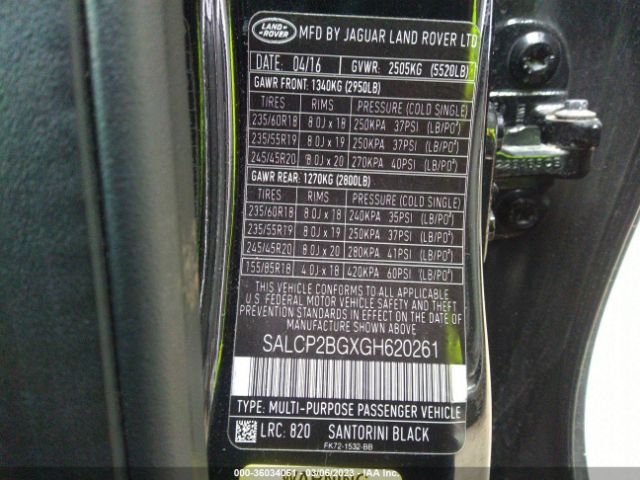 LAND ROVER MFD BY JAGUAR LAND ROVER LTD
DATE: 04/16 GVWR: 2505KG (5520LB)
GAWR FRONT: 1340KG (2950LB)
TIRES RIMS PRESSURE (COLD SINGLE)
235/60R18 8.0J x 18 250KPA 37PSI (LB/PO²)
235/55R19 8.0J x 19 250KPA 37PSI (LB/PO²)
245/45R20 8.0J x 20 270KPA 40PSI (LB/PO²)
GAWR REAR: 1270KG (2800LB)
TIRES RIMS PRESSURE (COLD SINGLE)
235/60R18 8.0J x 18 240KPA 35PSI (LB/PO²)
235/55R19 8.0J x 19 250KPA 37PSI (LB/PO²)
245/45R20 8.0J x 20 280KPA 41PSI (LB/PO²)
155/85R18 4.0J x 18 420KPA 60PSI (LB/PO²)
THIS VEHICLE CONFORMS TO ALL APPLICABLE
U.S. FEDERAL MOTOR VEHICLE SAFETY AND THEFT
PREVENTION STANDARDS IN EFFECT ON THE DATE
OF MANUFACTURE SHOWN ABOVE
SALCP2BGXGH620261
TYPE: MULTI-PURPOSE PASSENGER VEHICLE
LRC: 820 SANTORINI BLACK
FK72-1532-BB
WARNING
000-36034061 - 03/06/2023 - IAAI.com